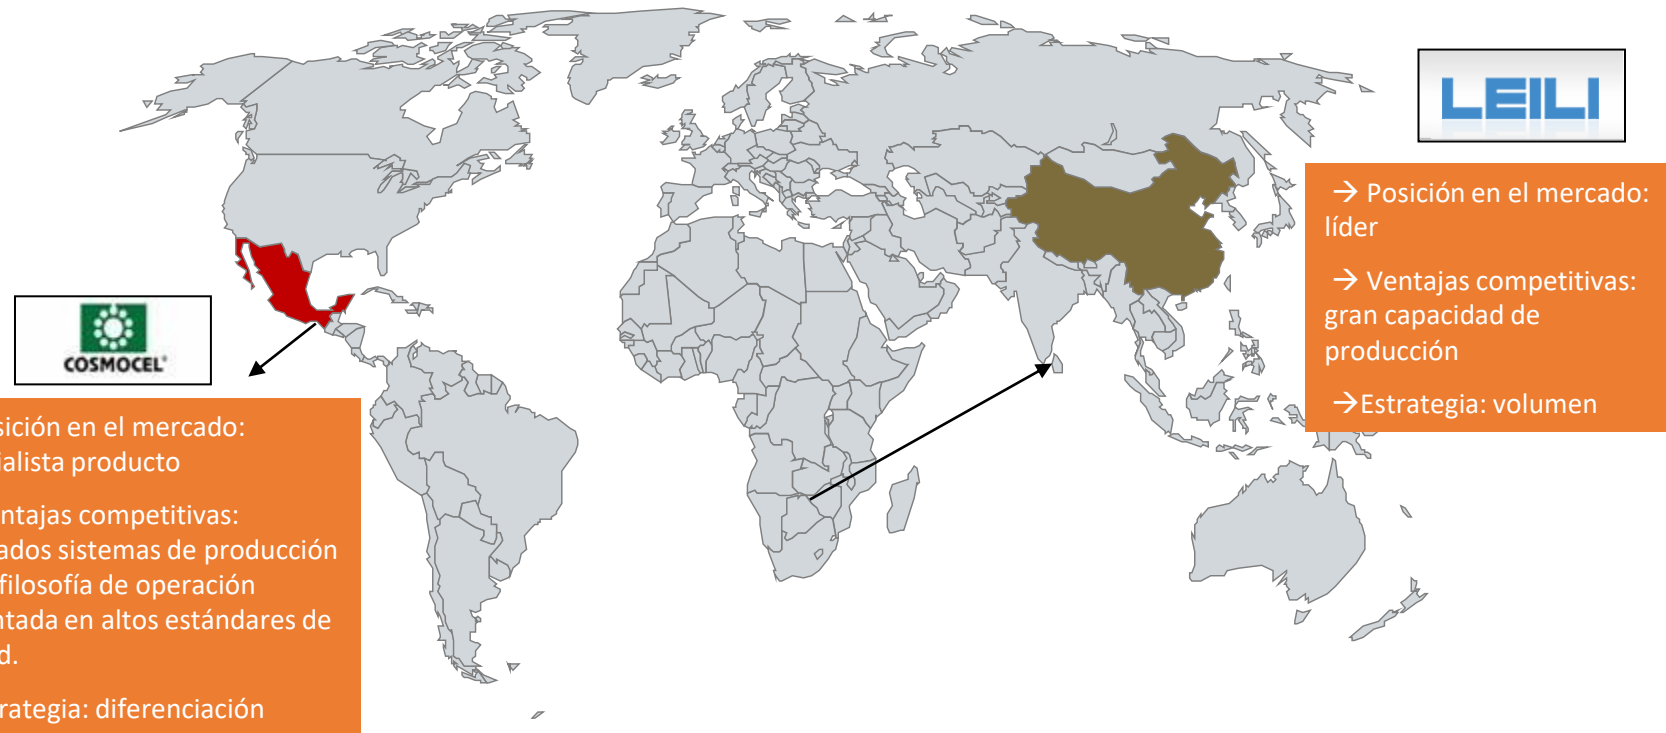 LEILI
→ Posición en el mercado:
líder
→ Ventajas competitivas:
gran capacidad de
producción
→Estrategia: volumen
COSMOCEL®
sición en el mercado:
ialista producto
ntajas competitivas:
ados sistemas de producción
filosofía de operación
ntada en altos estándares de
d.
rategia: diferenciación